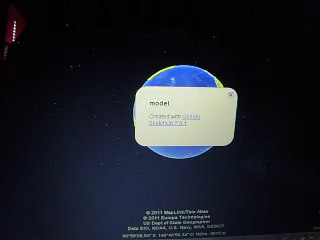 model
Created with Google
SketchUp 7.0.1
© 2011 MapLink/Tele Atlas
© 2011 Europa Technologies
US Dept of State Geographer
Data SIO, NOAA, U.S. Navy, NGA, GEBCO